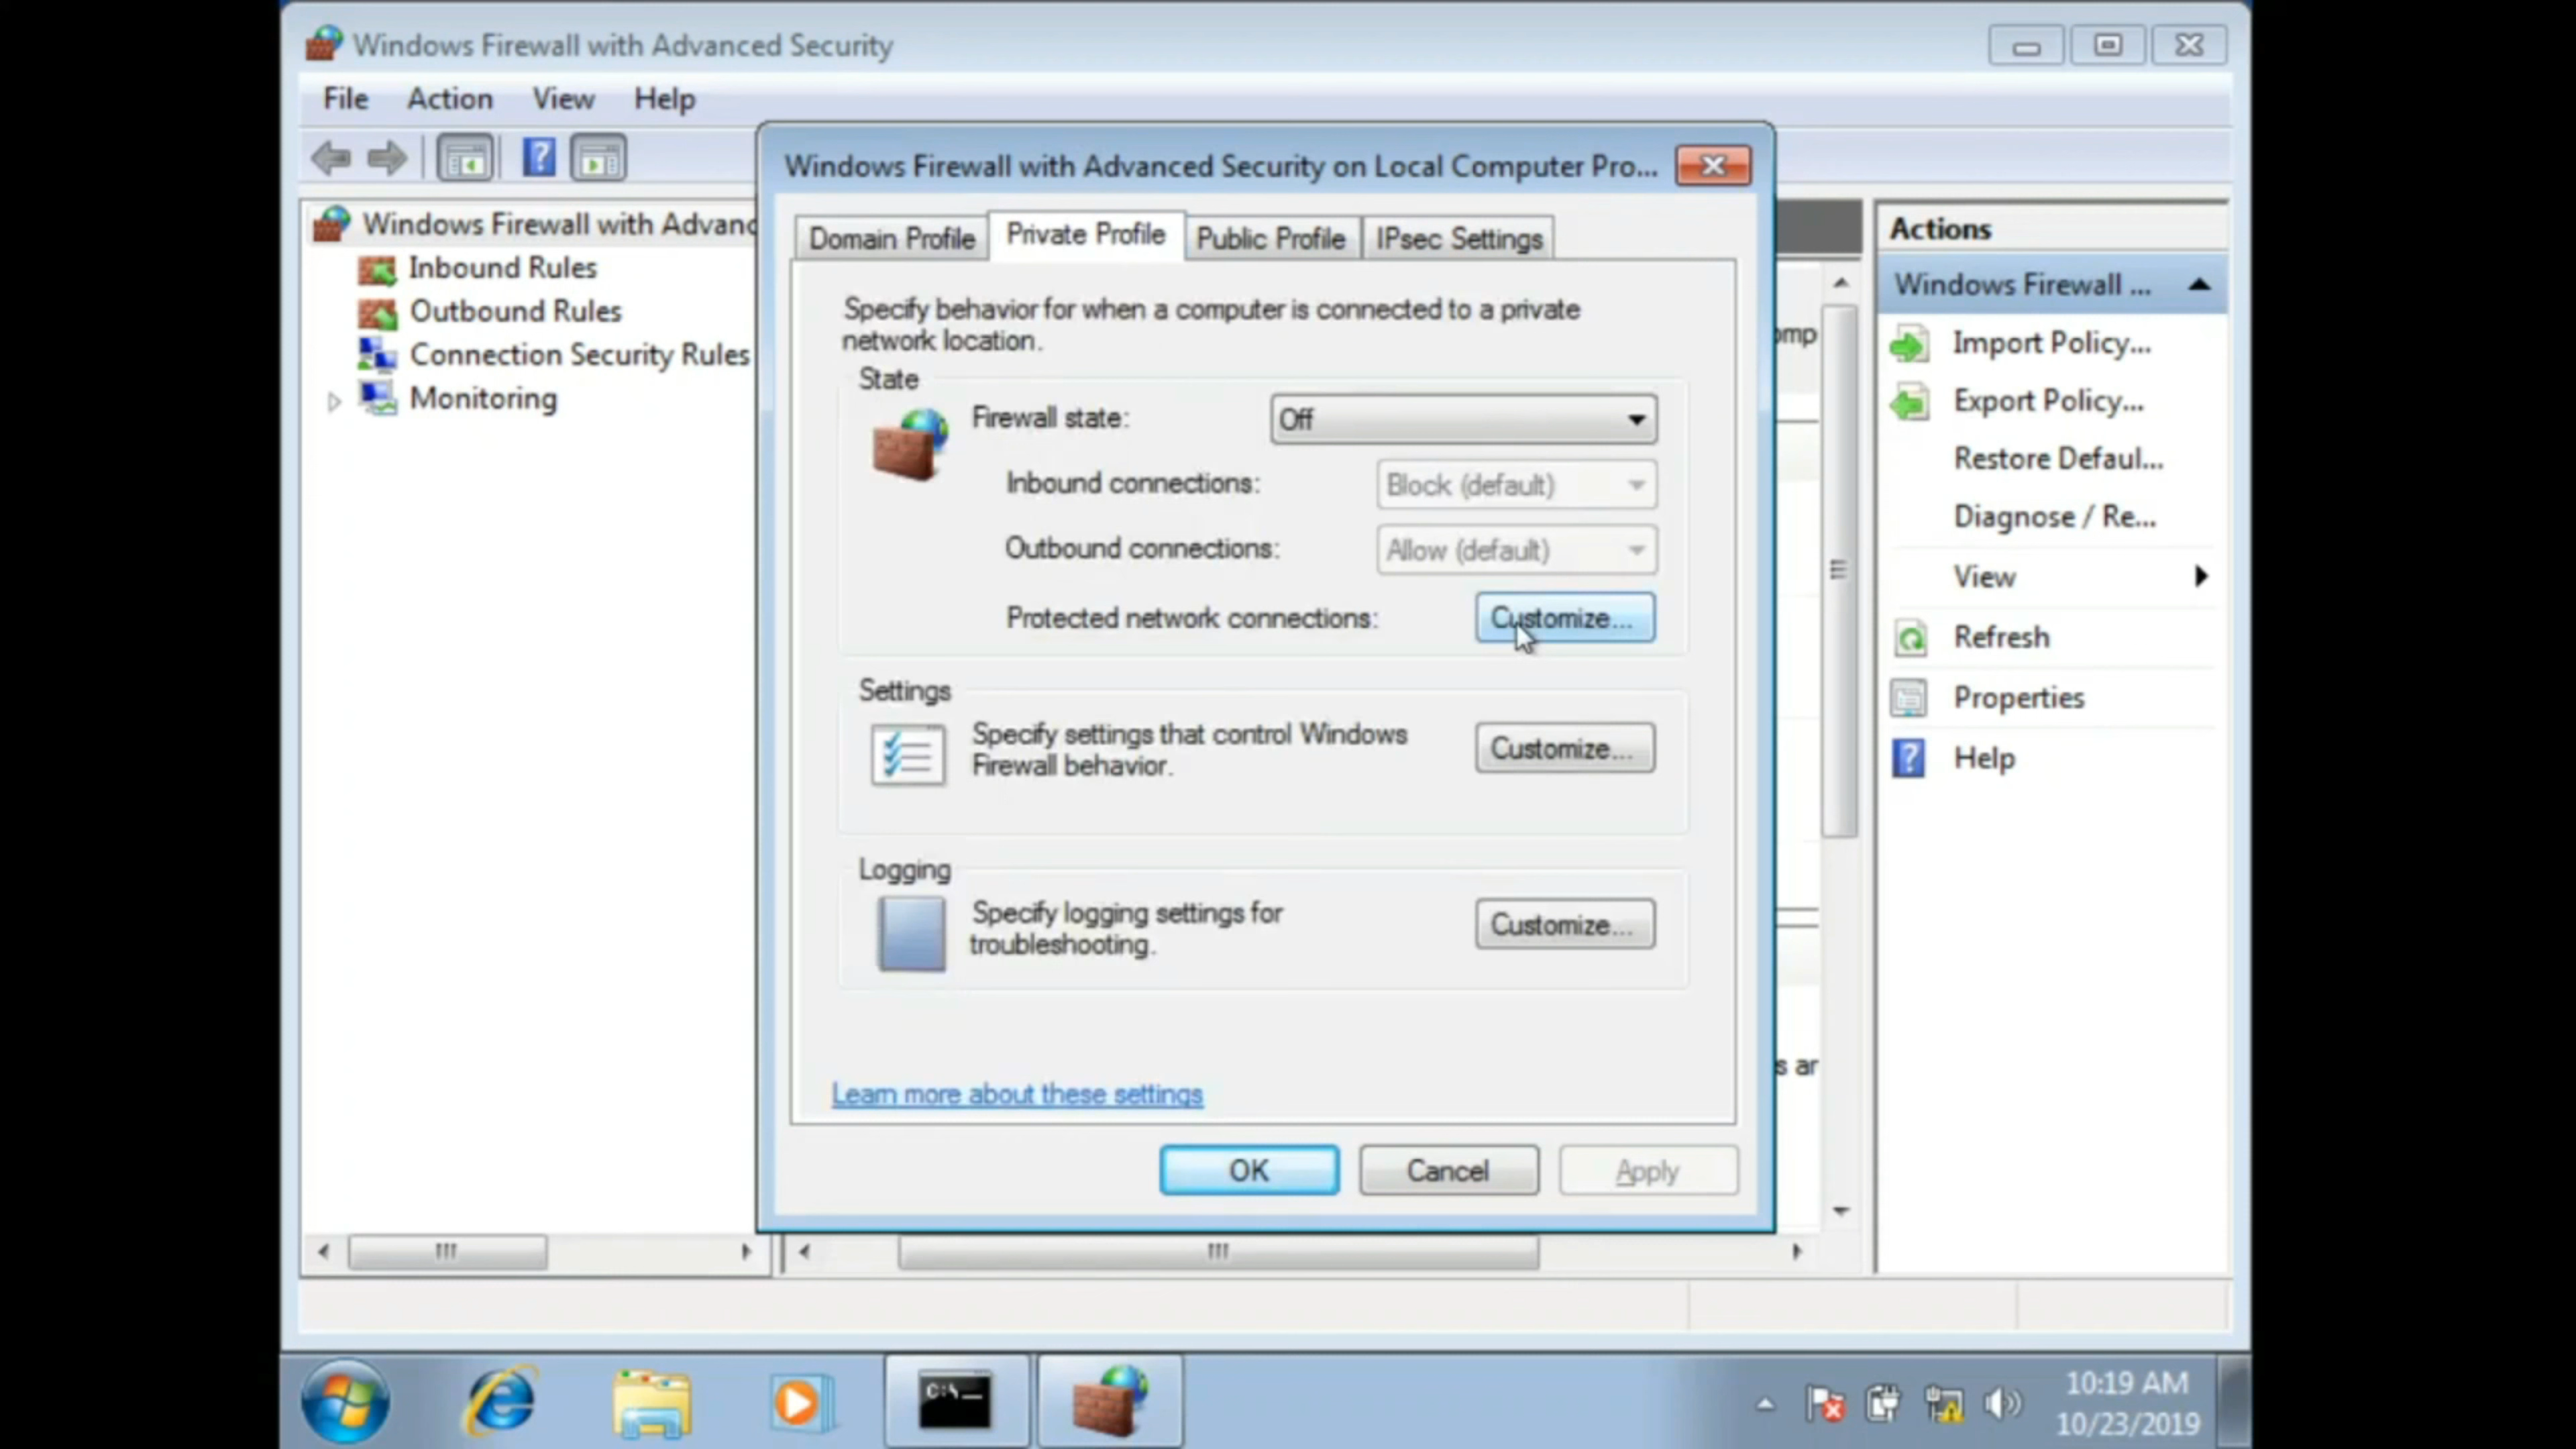 Windows Firewall with Advanced Security
File Action View Help
Windows Firewall with Advanc
Inbound Rules
Outbound Rules
Connection Security Rules
Monitoring
Windows Firewall with Advanced Security on Local Computer Pro...
Domain Profile Private Profile Public Profile IPsec Settings
Specify behavior for when a computer is connected to a private
network location.
State
Firewall state: Off
Inbound connections: Block (default)
Outbound connections: Allow (default)
Protected network connections: Customize...
Settings
Specify settings that control Windows
Firewall behavior.
Customize...
Logging
Specify logging settings for
troubleshooting.
Customize...
Learn more about these settings
OK Cancel Apply
omp
s ar
Actions
Windows Firewall ...
Import Policy...
Export Policy...
Restore Defaul...
Diagnose / Re...
View
Refresh
Properties
Help
C:\_
10:19 AM
10/23/2019